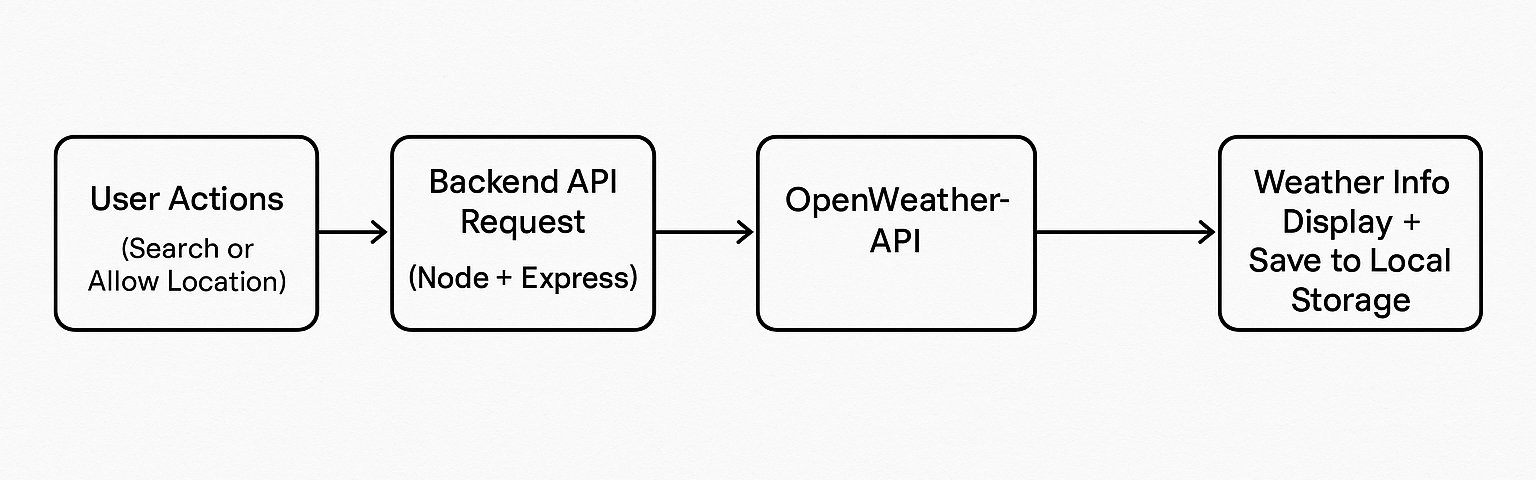 User Actions
(Search or
Allow Location)
Backend API
Request
(Node + Express)
OpenWeather-
API
Weather Info
Display +
Save to Local
Storage